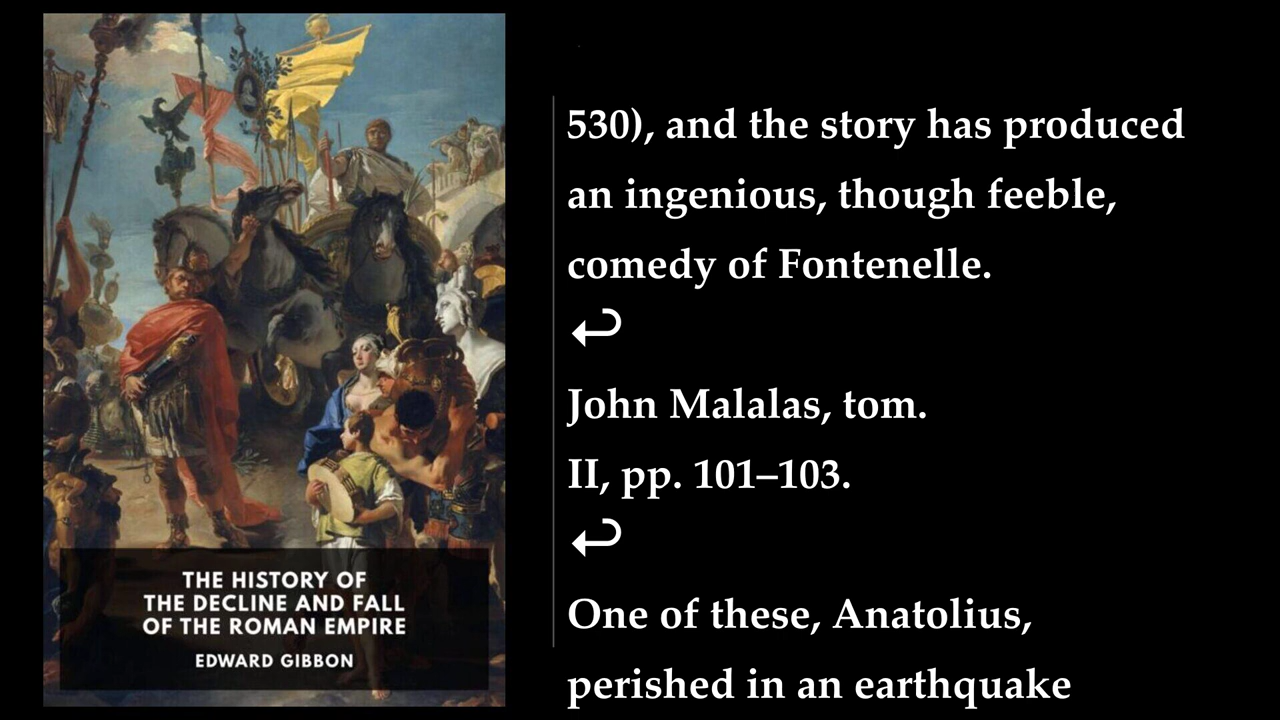 THE HISTORY OF
THE DECLINE AND FALL
OF THE ROMAN EMPIRE
EDWARD GIBBON
530), and the story has produced
an ingenious, though feeble,
comedy of Fontenelle.
↩
John Malalas, tom.
II, pp. 101–103.
↩
One of these, Anatolius,
perished in an earthquake